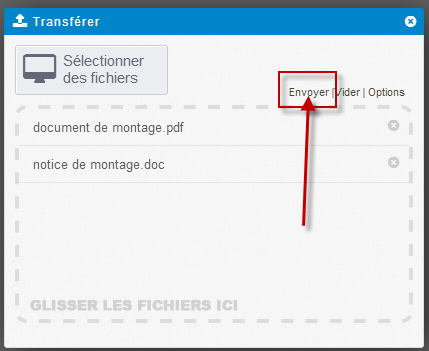 Transférer
Sélectionner
des fichiers
Envoyer |Vider | Options
document de montage.pdf
notice de montage.doc
GLISSER LES FICHIERS ICI